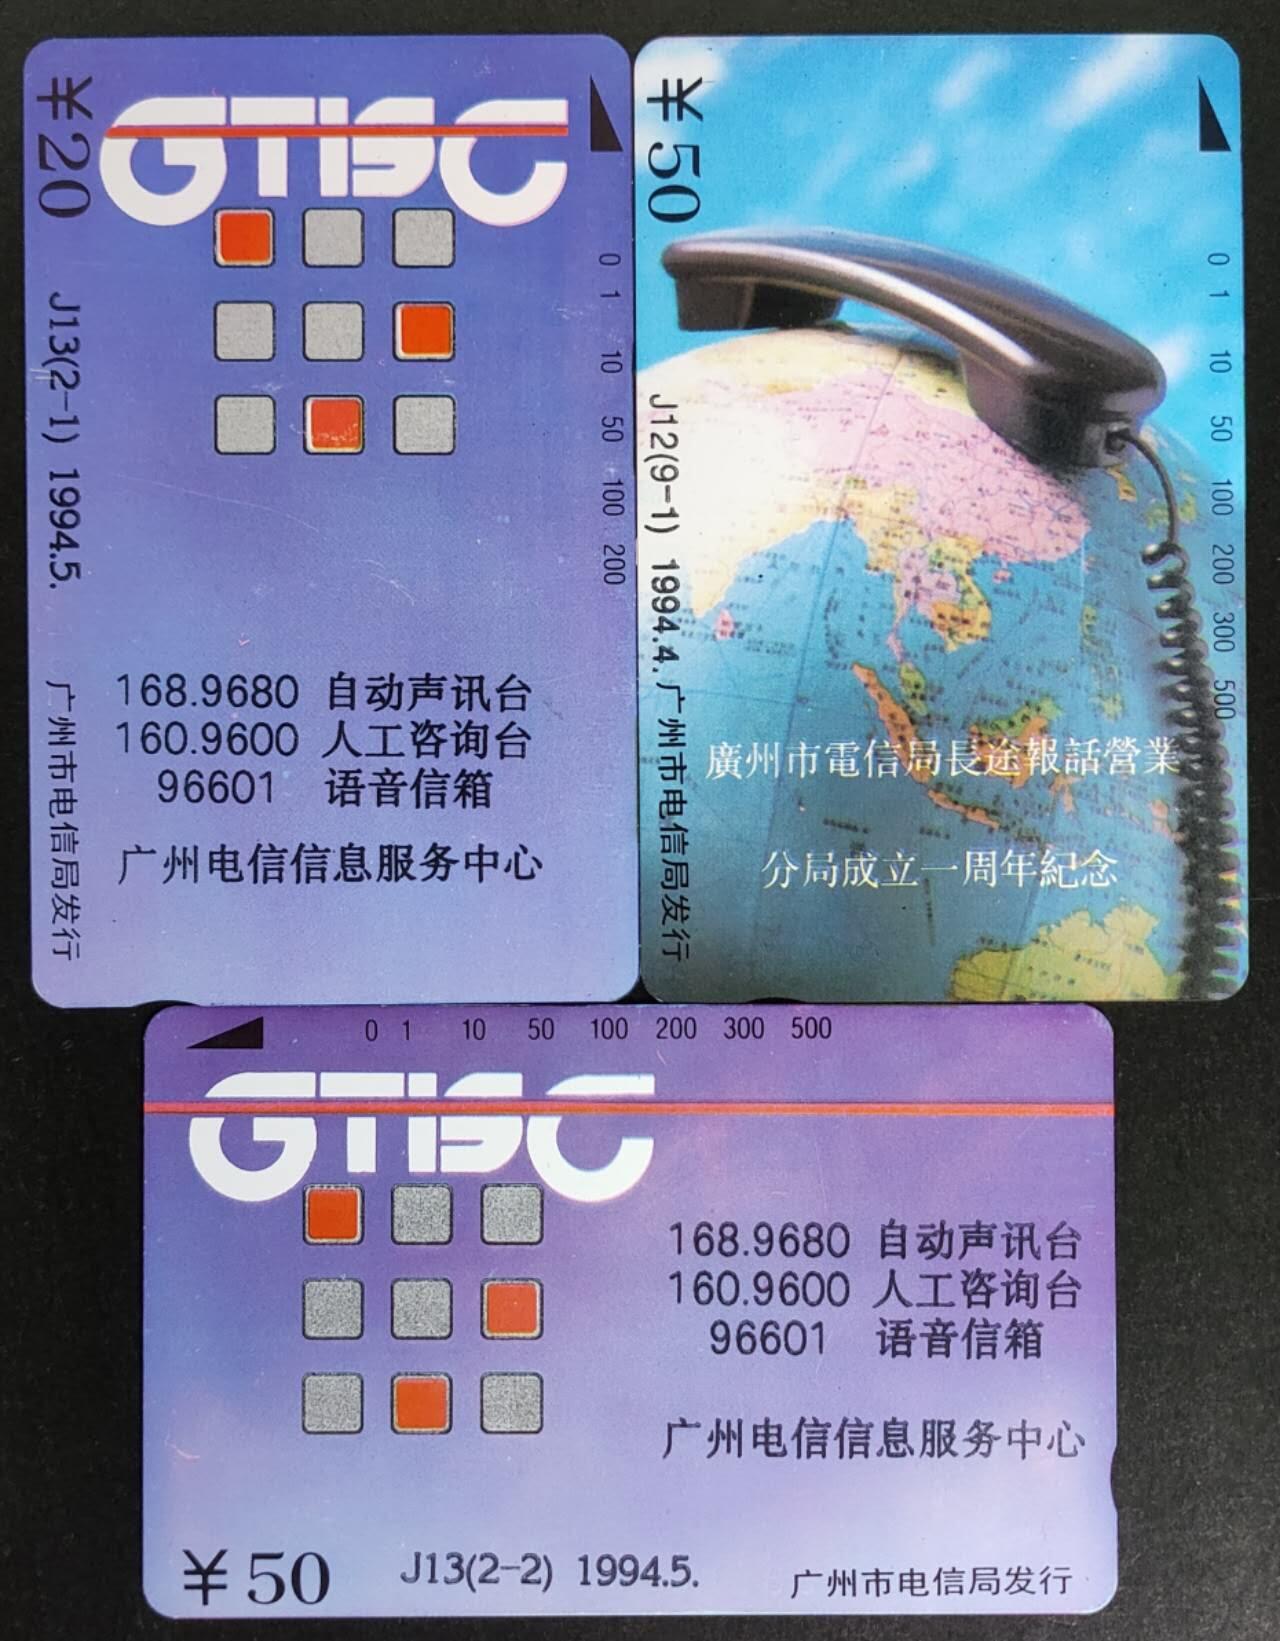 ¥20
GTISC
0 1 10 50 100 200
J13(2-1) 1994.5.
广州市电信局发行
168.9680 自动声讯台
160.9600 人工咨询台
96601 语音信箱
广州电信信息服务中心
¥50
0 1 10 50 100 200 300 500
J12(9-1) 1994.4.
广州市电信局发行
廣州市電信局長途報話營業
分局成立一周年紀念
0 1 10 50 100 200 300 500
GTISC
168.9680 自动声讯台
160.9600 人工咨询台
96601 语音信箱
广州电信信息服务中心
¥50
J13(2-2) 1994.5.
广州市电信局发行